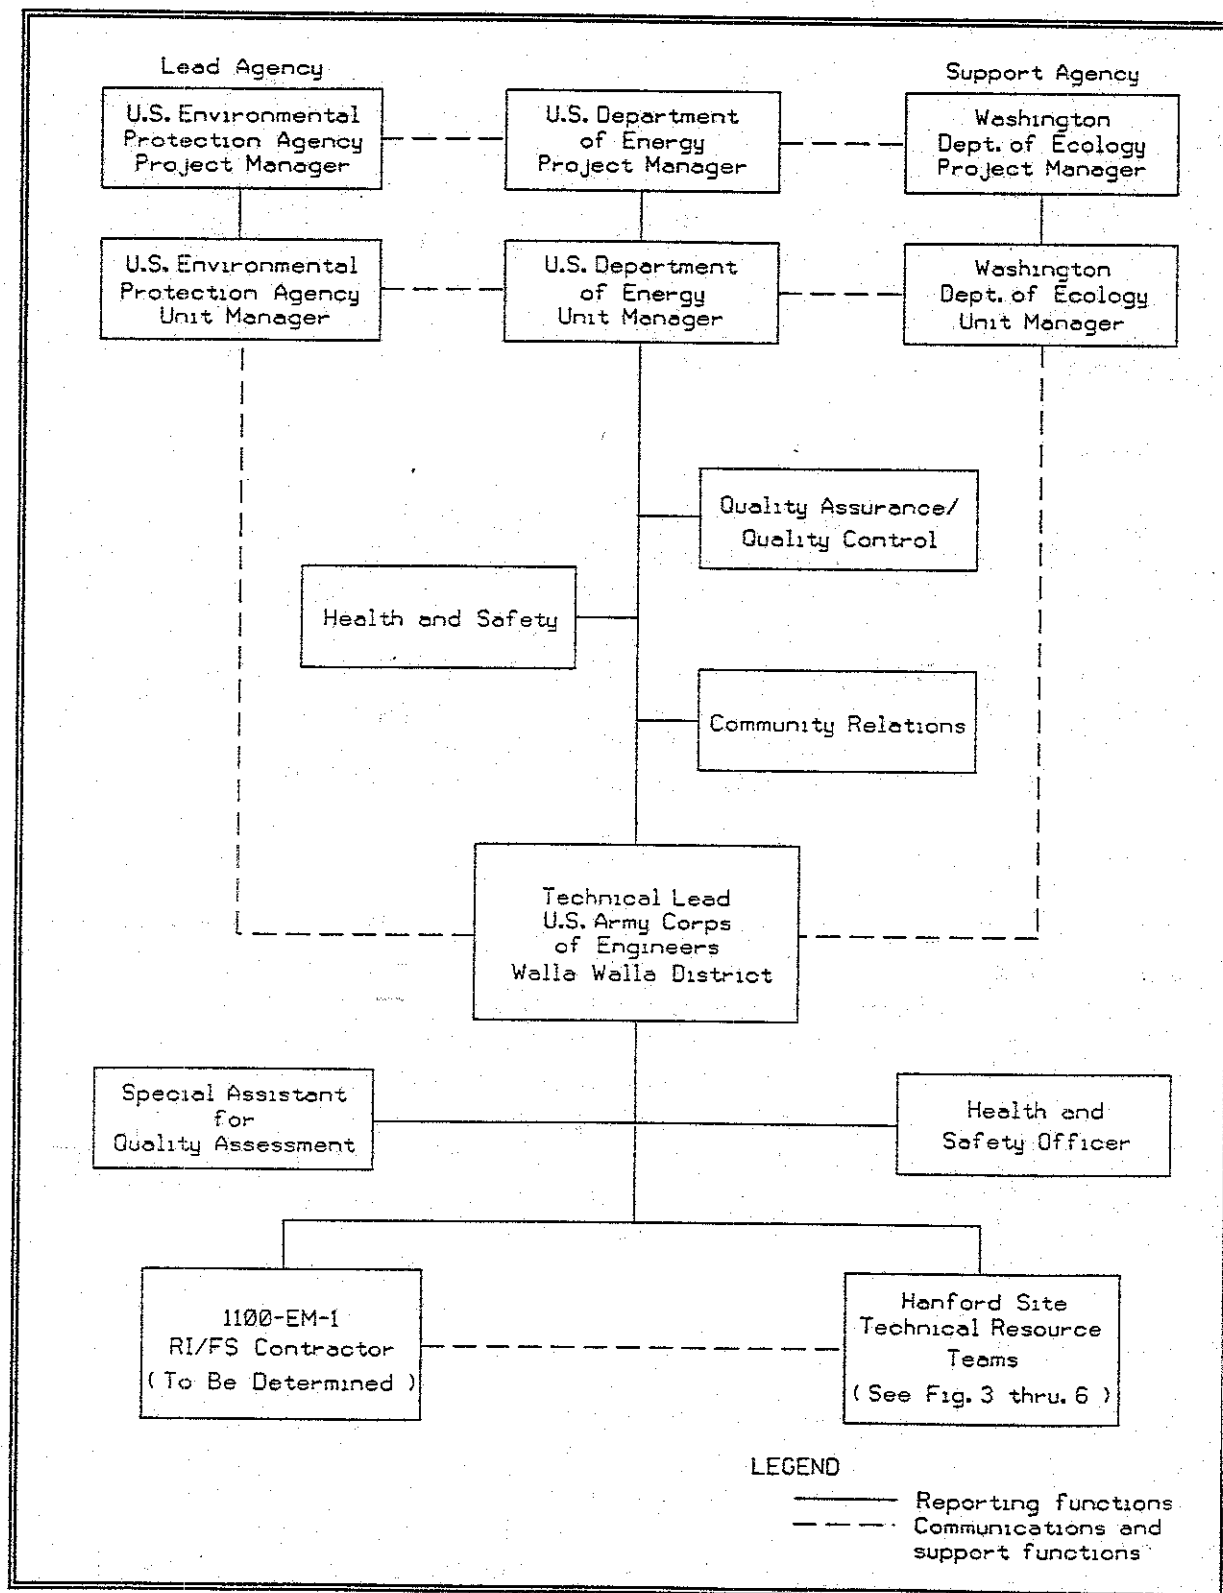 Lead Agency
Support Agency
U.S. Environmental
Protection Agency
Project Manager
U.S. Department
of Energy
Project Manager
Washington
Dept. of Ecology
Project Manager
U.S. Environmental
Protection Agency
Unit Manager
U.S. Department
of Energy
Unit Manager
Washington
Dept. of Ecology
Unit Manager
Quality Assurance/
Quality Control
Health and Safety
Community Relations
Technical Lead
U.S. Army Corps
of Engineers
Walla Walla District
Special Assistant
for
Quality Assessment
Health and
Safety Officer
1100-EM-1
RI/FS Contractor
( To Be Determined )
Hanford Site
Technical Resource
Teams
( See Fig. 3 thru. 6 )
LEGEND
Reporting functions
Communications and
support functions